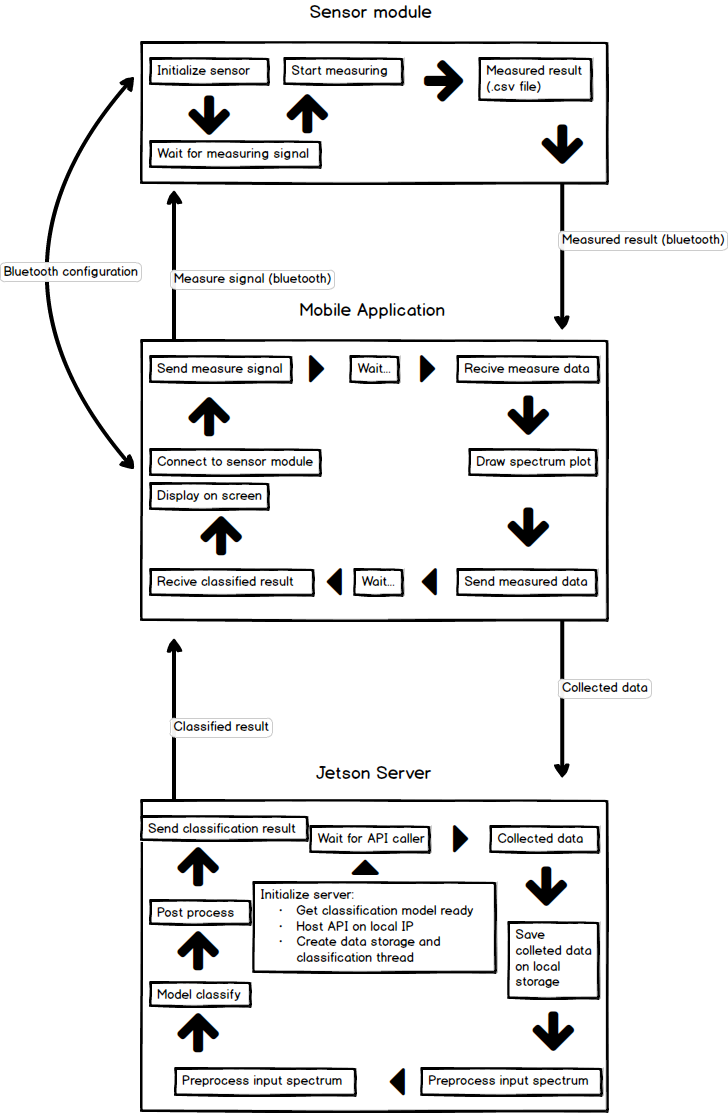 Sensor module
Initialize sensor
Start measuring
Measured result
(.csv file)
Wait for measuring signal
Measured result (bluetooth)
Bluetooth configuration
Measure signal (bluetooth)
Mobile Application
Send measure signal
Wait...
Recive measure data
Connect to sensor module
Draw spectrum plot
Display on screen
Recive classified result
Wait...
Send measured data
Collected data
Classified result
Jetson Server
Send classification result
Wait for API caller
Collected data
Initialize server:
· Get classification model ready
· Host API on local IP
· Create data storage and
classification thread
Post process
Save
colleted data
on local
storage
Model classify
Preprocess input spectrum
Preprocess input spectrum